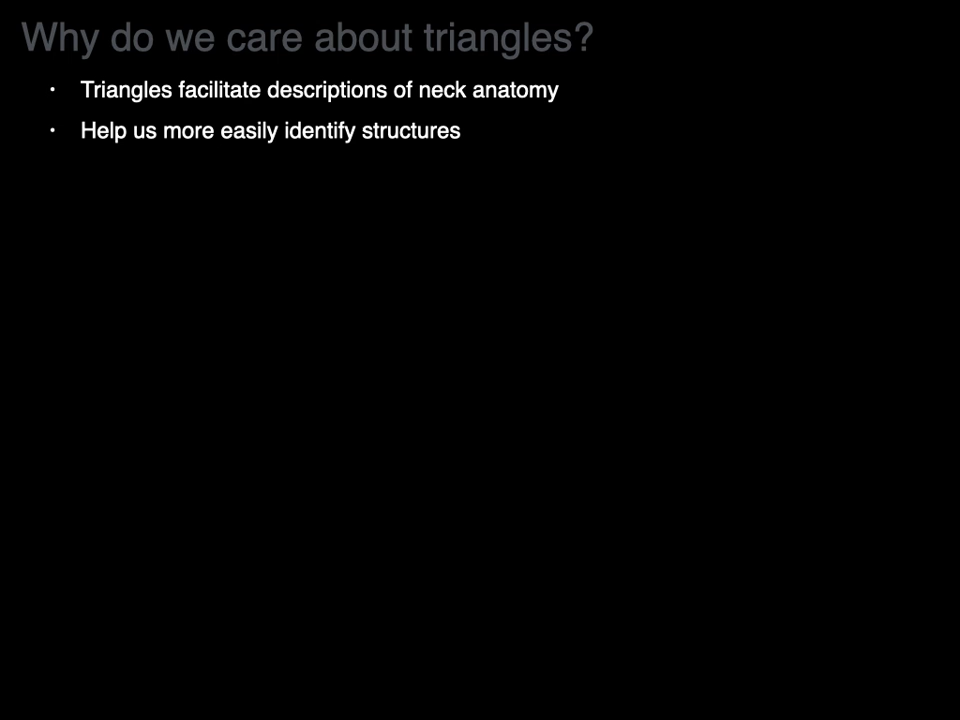 Why do we care about triangles?
• Triangles facilitate descriptions of neck anatomy
• Help us more easily identify structures